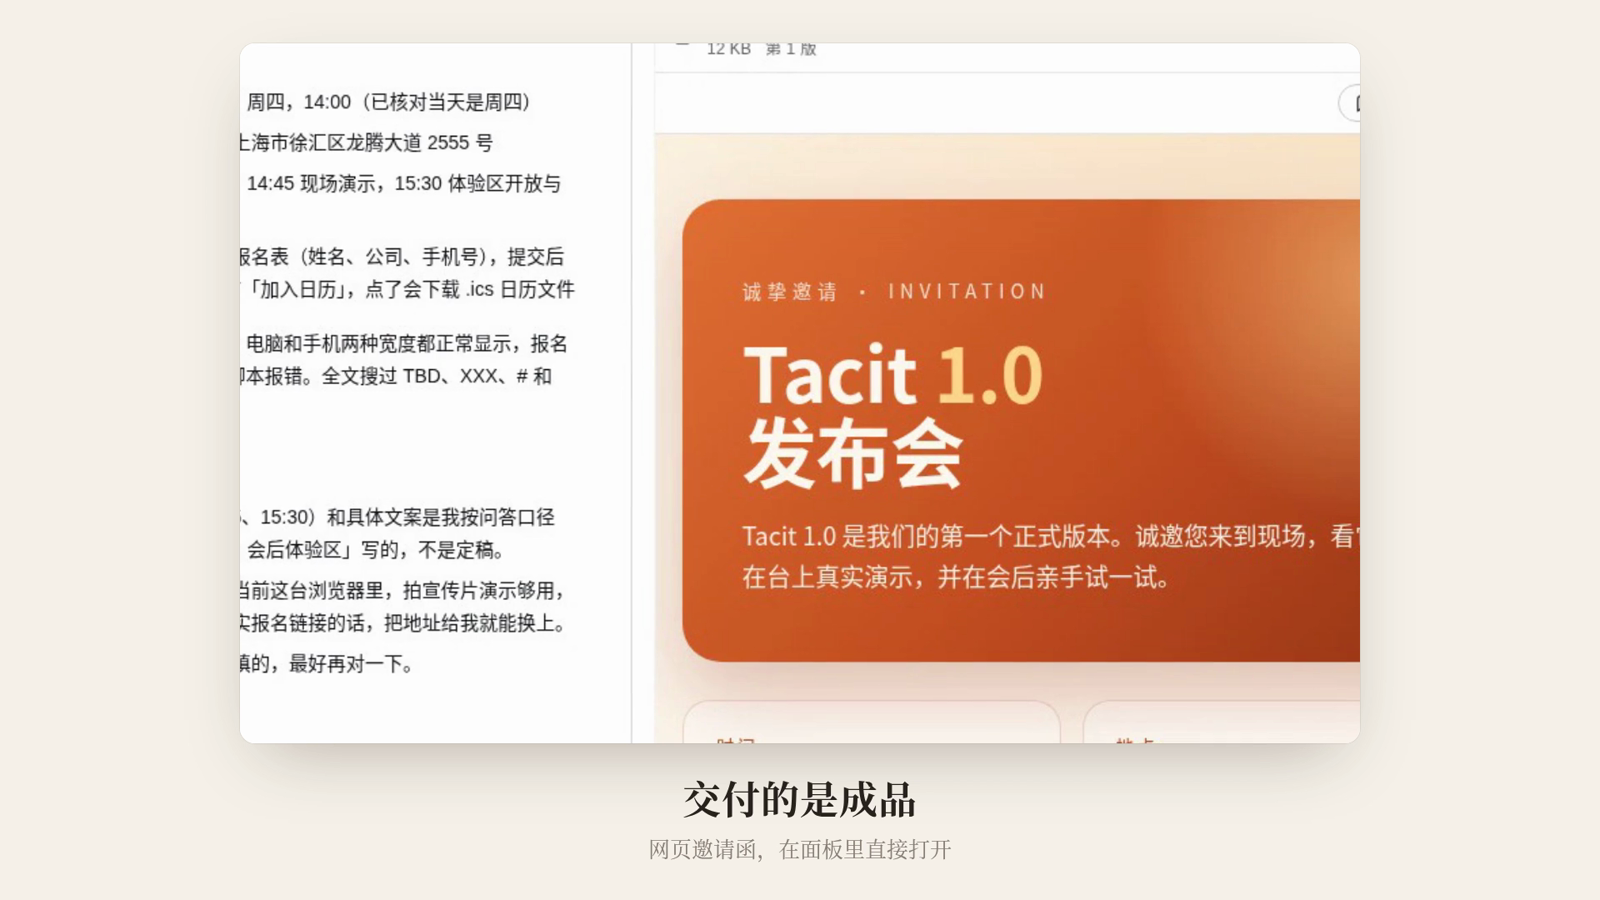 12 KB 第 1 版
周四，14:00（已核对当天是周四）
上海市徐汇区龙腾大道 2555 号
14:45 现场演示，15:30 体验区开放与
报名表（姓名、公司、手机号），提交后
「加入日历」，点了会下载 .ics 日历文件
电脑和手机两种宽度都正常显示，报名
脚本报错。全文搜过 TBD、XXX、# 和
、15:30）和具体文案是我按问答口径
会后体验区」写的，不是定稿。
当前这台浏览器里，拍宣传片演示够用，
实报名链接的话，把地址给我就能换上。
填的，最好再对一下。
诚挚邀请 · INVITATION
Tacit 1.0
发布会
Tacit 1.0 是我们的第一个正式版本。诚邀您来到现场，看
在台上真实演示，并在会后亲手试一试。
时间
地点
交付的是成品
网页邀请函，在面板里直接打开